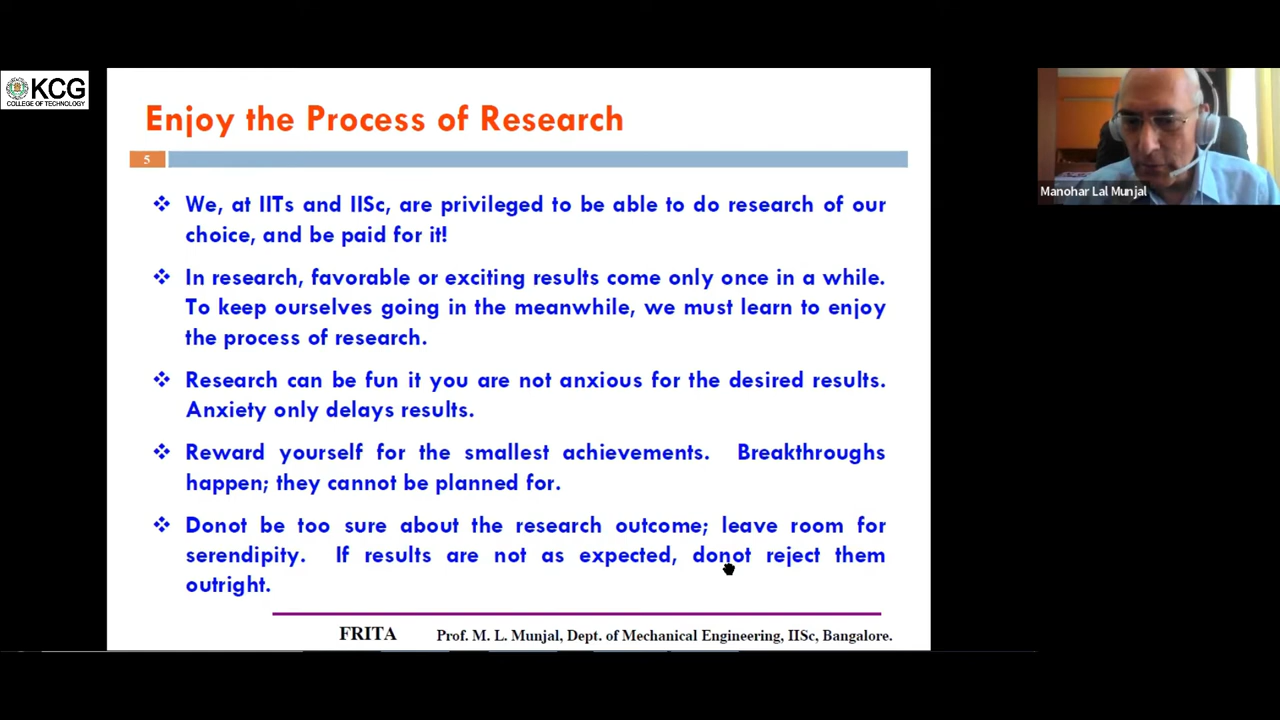 KCG
COLLEGE OF TECHNOLOGY
Enjoy the Process of Research
5
We, at IITs and IISc, are privileged to be able to do research of our
choice, and be paid for it!
In research, favorable or exciting results come only once in a while.
To keep ourselves going in the meanwhile, we must learn to enjoy
the process of research.
Research can be fun it you are not anxious for the desired results.
Anxiety only delays results.
Reward yourself for the smallest achievements. Breakthroughs
happen; they cannot be planned for.
Donot be too sure about the research outcome; leave room for
serendipity. If results are not as expected, donot reject them
outright.
FRITA Prof. M. L. Munjal, Dept. of Mechanical Engineering, IISc, Bangalore.
Manohar Lal Munjal